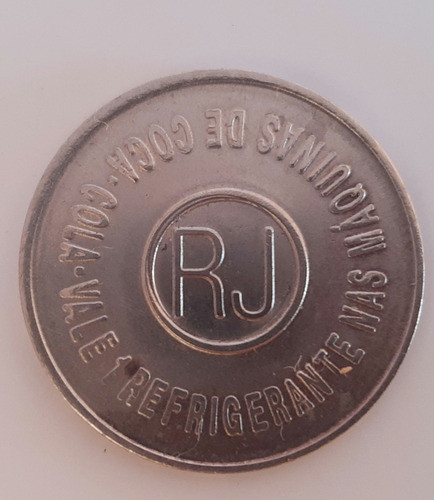 VALE 1 REFRIGERANTE NAS MÁQUINAS DE COCA-COLA·
RJ